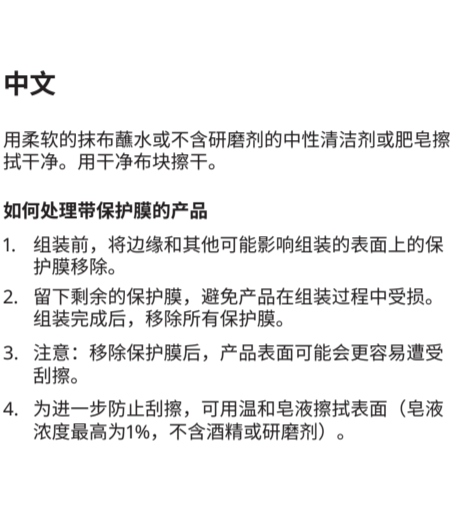 中文
用柔软的抹布蘸水或不含研磨剂的中性清洁剂或肥皂擦
拭干净。用干净布块擦干。
如何处理带保护膜的产品
1. 组装前，将边缘和其他可能影响组装的表面上的保
护膜移除。
2. 留下剩余的保护膜，避免产品在组装过程中受损。
组装完成后，移除所有保护膜。
3. 注意：移除保护膜后，产品表面可能会更容易遭受
刮擦。
4. 为进一步防止刮擦，可用温和皂液擦拭表面（皂液
浓度最高为1%，不含酒精或研磨剂）。